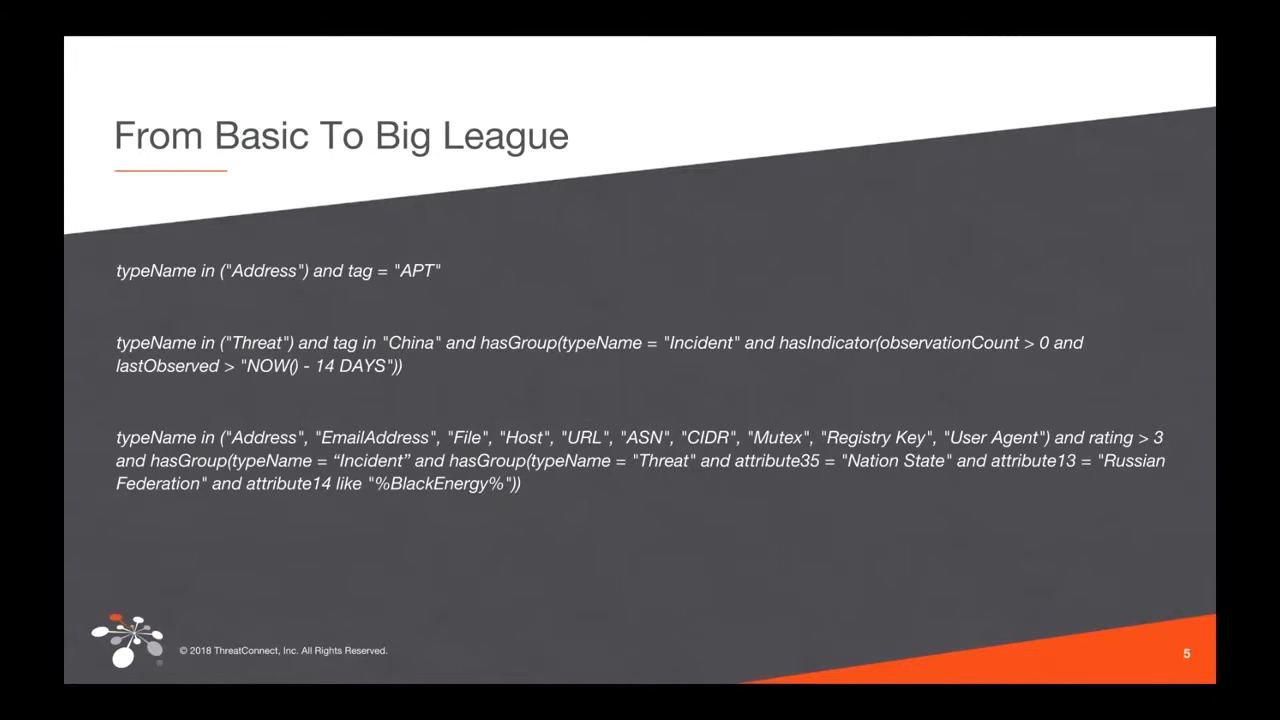 From Basic To Big League
typeName in ("Address") and tag = "APT"
typeName in ("Threat") and tag in "China" and hasGroup(typeName = "Incident" and hasIndicator(observationCount > 0 and
lastObserved > "NOW() - 14 DAYS"))
typeName in ("Address", "EmailAddress", "File", "Host", "URL", "ASN", "CIDR", "Mutex", "Registry Key", "User Agent") and rating > 3
and hasGroup(typeName = “Incident” and hasGroup(typeName = "Threat" and attribute35 = "Nation State" and attribute13 = "Russian
Federation" and attribute14 like "%BlackEnergy%"))
© 2018 ThreatConnect, Inc. All Rights Reserved.
5